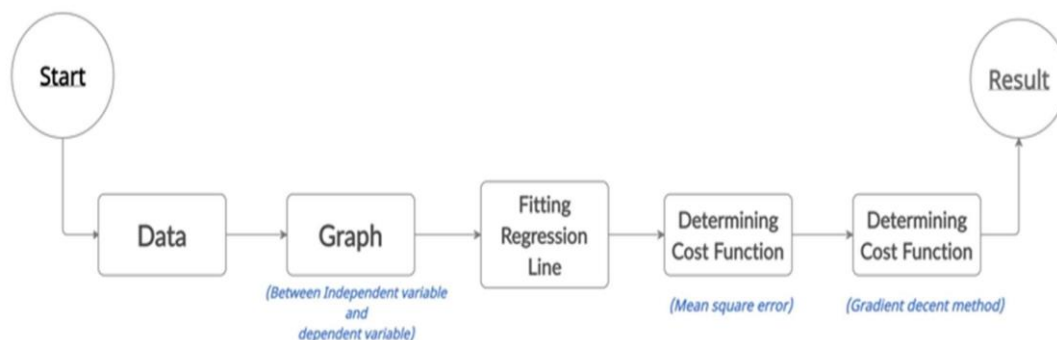 Start
Data
Graph
(Between Independent variable
and
dependent variable)
Fitting
Regression
Line
Determining
Cost Function
(Mean square error)
Determining
Cost Function
(Gradient decent method)
Result